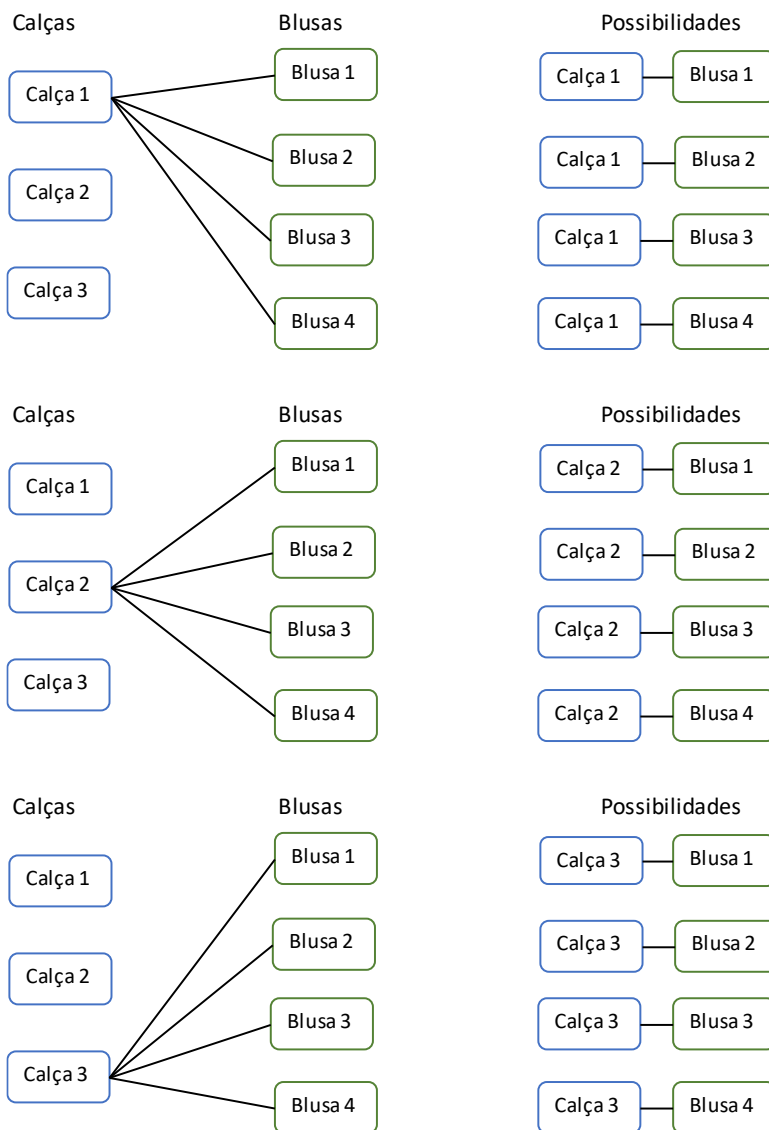 Calças Blusas Possibilidades
Calça 1 Blusa 1 Calça 1 Blusa 1
Calça 2 Blusa 2 Calça 1 Blusa 2
Calça 3 Blusa 3 Calça 1 Blusa 3
Blusa 4 Calça 1 Blusa 4
Calças Blusas Possibilidades
Calça 1 Blusa 1 Calça 2 Blusa 1
Calça 2 Blusa 2 Calça 2 Blusa 2
Calça 3 Blusa 3 Calça 2 Blusa 3
Blusa 4 Calça 2 Blusa 4
Calças Blusas Possibilidades
Calça 1 Blusa 1 Calça 3 Blusa 1
Calça 2 Blusa 2 Calça 3 Blusa 2
Calça 3 Blusa 3 Calça 3 Blusa 3
Blusa 4 Calça 3 Blusa 4